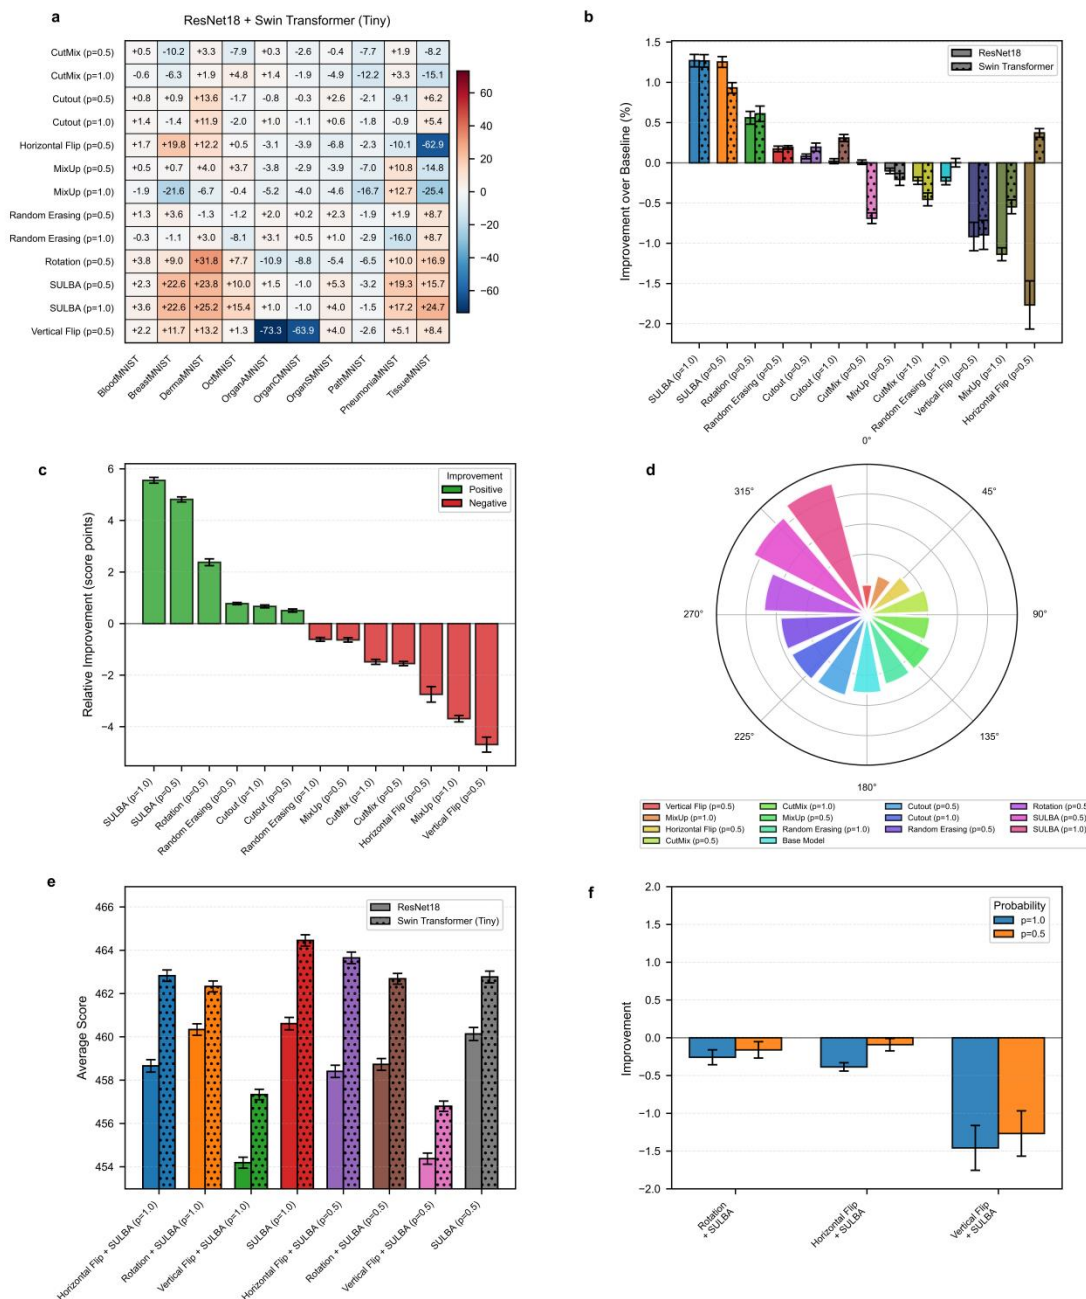 a
ResNet18 + Swin Transformer (Tiny)
CutMix (p=0.5) +0.5 -10.2 +3.3 -7.9 +0.3 -2.6 -0.4 -7.7 +1.9 -8.2
CutMix (p=1.0) -0.6 -6.3 +1.9 +4.8 +1.4 -1.9 -4.9 -12.2 +3.3 -15.1
Cutout (p=0.5) +0.8 +0.9 +13.6 -1.7 -0.8 -0.3 +2.6 -2.1 -9.1 +6.2
Cutout (p=1.0) +1.4 -1.4 +11.9 -2.0 +1.0 -1.1 +0.6 -1.8 -0.9 +5.4
Horizontal Flip (p=0.5) +1.7 +19.8 +12.2 +0.5 -3.1 -3.9 -6.8 -2.3 -10.1 -62.9
MixUp (p=0.5) +0.5 +0.7 +4.0 +3.7 -3.8 -2.9 -3.9 -7.0 +10.8 -14.8
MixUp (p=1.0) -1.9 -21.6 -6.7 -0.4 -5.2 -4.0 -4.6 -16.7 +12.7 -25.4
Random Erasing (p=0.5) +1.3 +3.6 -1.3 -1.2 +2.0 +0.2 +2.3 -1.9 +1.9 +8.7
Random Erasing (p=1.0) -0.3 -1.1 +3.0 -8.1 +3.1 +0.5 +1.0 -2.9 -16.0 +8.7
Rotation (p=0.5) +3.8 +9.0 +31.8 +7.7 -10.9 -8.8 -5.4 -6.5 +10.0 +16.9
SULBA (p=0.5) +2.3 +22.6 +23.8 +10.0 +1.5 -1.0 +5.3 -3.2 +19.3 +15.7
SULBA (p=1.0) +3.6 +22.6 +25.2 +15.4 +1.0 -1.0 +4.0 -1.5 +17.2 +24.7
Vertical Flip (p=0.5) +2.2 +11.7 +13.2 +1.3 -73.3 -63.9 +4.0 -2.6 +5.1 +8.4
BloodMNIST
BreastMNIST
DermaMNIST
OctMNIST
OrganAMNIST
OrganCMNIST
OrganSMNIST
PathMNIST
PneumoniaMNIST
TissueMNIST
60
40
20
0
−20
−40
−60
b
Improvement over Baseline (%)
1.5
1.0
0.5
0.0
−0.5
−1.0
−1.5
−2.0
ResNet18
Swin Transformer
SULBA (p=1.0)
SULBA (p=0.5)
Rotation (p=0.5)
Random Erasing (p=0.5)
Cutout (p=0.5)
Cutout (p=1.0)
CutMix (p=0.5)
MixUp (p=0.5)
CutMix (p=1.0)
Random Erasing (p=1.0)
Vertical Flip (p=0.5)
MixUp (p=1.0)
Horizontal Flip (p=0.5)
c
Relative Improvement (score points)
6
4
2
0
−2
−4
Improvement
Positive
Negative
SULBA (p=1.0)
SULBA (p=0.5)
Rotation (p=0.5)
Random Erasing (p=0.5)
Cutout (p=1.0)
Cutout (p=0.5)
Random Erasing (p=1.0)
MixUp (p=0.5)
CutMix (p=1.0)
CutMix (p=0.5)
Horizontal Flip (p=0.5)
MixUp (p=1.0)
Vertical Flip (p=0.5)
d
0°
45°
90°
135°
180°
225°
270°
315°
Vertical Flip (p=0.5)
MixUp (p=1.0)
Horizontal Flip (p=0.5)
CutMix (p=0.5)
CutMix (p=1.0)
MixUp (p=0.5)
Random Erasing (p=1.0)
Base Model
Cutout (p=0.5)
Cutout (p=1.0)
Random Erasing (p=0.5)
Rotation (p=0.5
SULBA (p=0.5)
SULBA (p=1.0)
e
Average Score
466
464
462
460
458
456
454
ResNet18
Swin Transformer (Tiny)
Horizontal Flip + SULBA (p=1.0)
Rotation + SULBA (p=1.0)
Vertical Flip + SULBA (p=1.0)
SULBA (p=1.0)
Horizontal Flip + SULBA (p=0.5)
Rotation + SULBA (p=0.5)
Vertical Flip + SULBA (p=0.5)
SULBA (p=0.5)
f
Improvement
2.0
1.5
1.0
0.5
0.0
−0.5
−1.0
−1.5
−2.0
Probability
p=1.0
p=0.5
Rotation
+ SULBA
Horizontal Flip
+ SULBA
Vertical Flip
+ SULBA